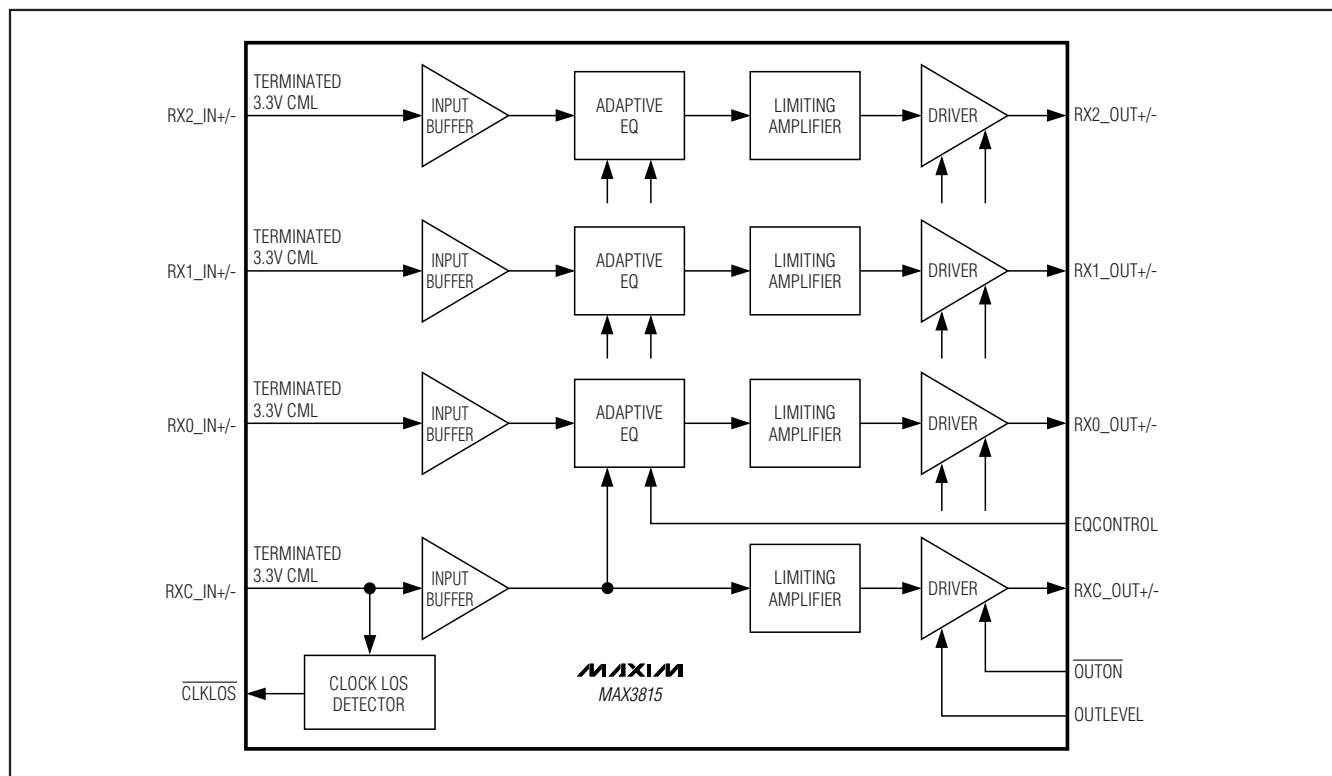 TERMINATED
3.3V CML
RX2_IN+/-
INPUT
BUFFER
ADAPTIVE
EQ
LIMITING
AMPLIFIER
DRIVER
RX2_OUT+/-
TERMINATED
3.3V CML
RX1_IN+/-
INPUT
BUFFER
ADAPTIVE
EQ
LIMITING
AMPLIFIER
DRIVER
RX1_OUT+/-
TERMINATED
3.3V CML
RX0_IN+/-
INPUT
BUFFER
ADAPTIVE
EQ
LIMITING
AMPLIFIER
DRIVER
RX0_OUT+/-
EQCONTROL
TERMINATED
3.3V CML
RXC_IN+/-
INPUT
BUFFER
LIMITING
AMPLIFIER
DRIVER
RXC_OUT+/-
CLKLOS
CLOCK LOS
DETECTOR
MAXIM
MAX3815
OUTON
OUTLEVEL